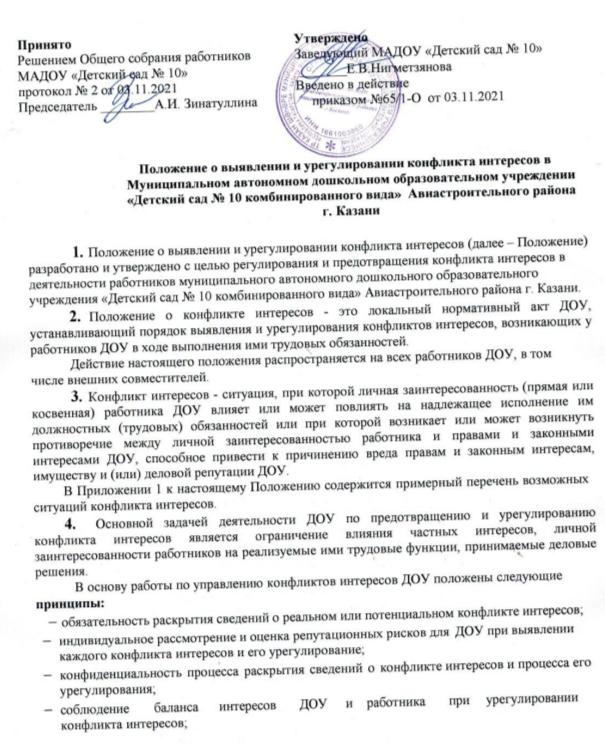 Принято
Решением Общего собрания работников
МАДОУ «Детский сад № 10»
протокол № 2 от 03.11.2021
Председатель ________А.И. Зинатуллина
Утверждено
Заведующий МАДОУ «Детский сад № 10»
________Е.В.Нигметзянова
Введено в действие
приказом №65/1-О от 03.11.2021
Положение о выявлении и урегулировании конфликта интересов в
Муниципальном автономном дошкольном образовательном учреждении
«Детский сад № 10 комбинированного вида» Авиастроительного района
г. Казани
1. Положение о выявлении и урегулировании конфликта интересов (далее – Положение)
разработано и утверждено с целью регулирования и предотвращения конфликта интересов в
деятельности работников муниципального автономного дошкольного образовательного
учреждения «Детский сад № 10 комбинированного вида» Авиастроительного района г. Казани.
2. Положение о конфликте интересов - это локальный нормативный акт ДОУ,
устанавливающий порядок выявления и урегулирования конфликтов интересов, возникающих у
работников ДОУ в ходе выполнения ими трудовых обязанностей.
Действие настоящего положения распространяется на всех работников ДОУ, в том
числе внешних совместителей.
3. Конфликт интересов - ситуация, при которой личная заинтересованность (прямая или
косвенная) работника ДОУ влияет или может повлиять на надлежащее исполнение им
должностных (трудовых) обязанностей или при которой возникает или может возникнуть
противоречие между личной заинтересованностью работника и правами и законными
интересами ДОУ, способное привести к причинению вреда правам и законным интересам,
имуществу и (или) деловой репутации ДОУ.
В Приложении 1 к настоящему Положению содержится примерный перечень возможных
ситуаций конфликта интересов.
4. Основной задачей деятельности ДОУ по предотвращению и урегулированию
конфликта интересов является ограничение влияния частных интересов, личной
заинтересованности работников на реализуемые ими трудовые функции, принимаемые деловые
решения.
В основу работы по управлению конфликтов интересов ДОУ положены следующие
принципы:
– обязательность раскрытия сведений о реальном или потенциальном конфликте интересов;
– индивидуальное рассмотрение и оценка репутационных рисков для ДОУ при выявлении
каждого конфликта интересов и его урегулирование;
– конфиденциальность процесса раскрытия сведений о конфликте интересов и процесса его
урегулирования;
– соблюдение баланса интересов ДОУ и работника при урегулировании
конфликта интересов;